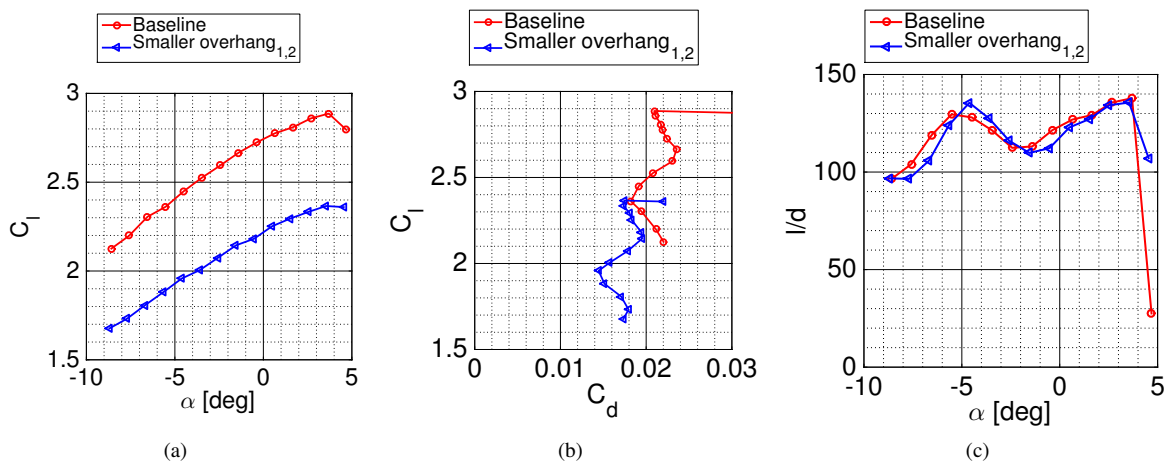 Baseline
Smaller overhang1,2
3
2.5
2
1.5
Cl
-10 -5 0 5
α [deg]
(a)
Baseline
Smaller overhang1,2
3
2.5
2
1.5
Cl
0 0.01 0.02 0.03
Cd
(b)
Baseline
Smaller overhang1,2
150
100
50
0
l/d
-10 -5 0 5
α [deg]
(c)